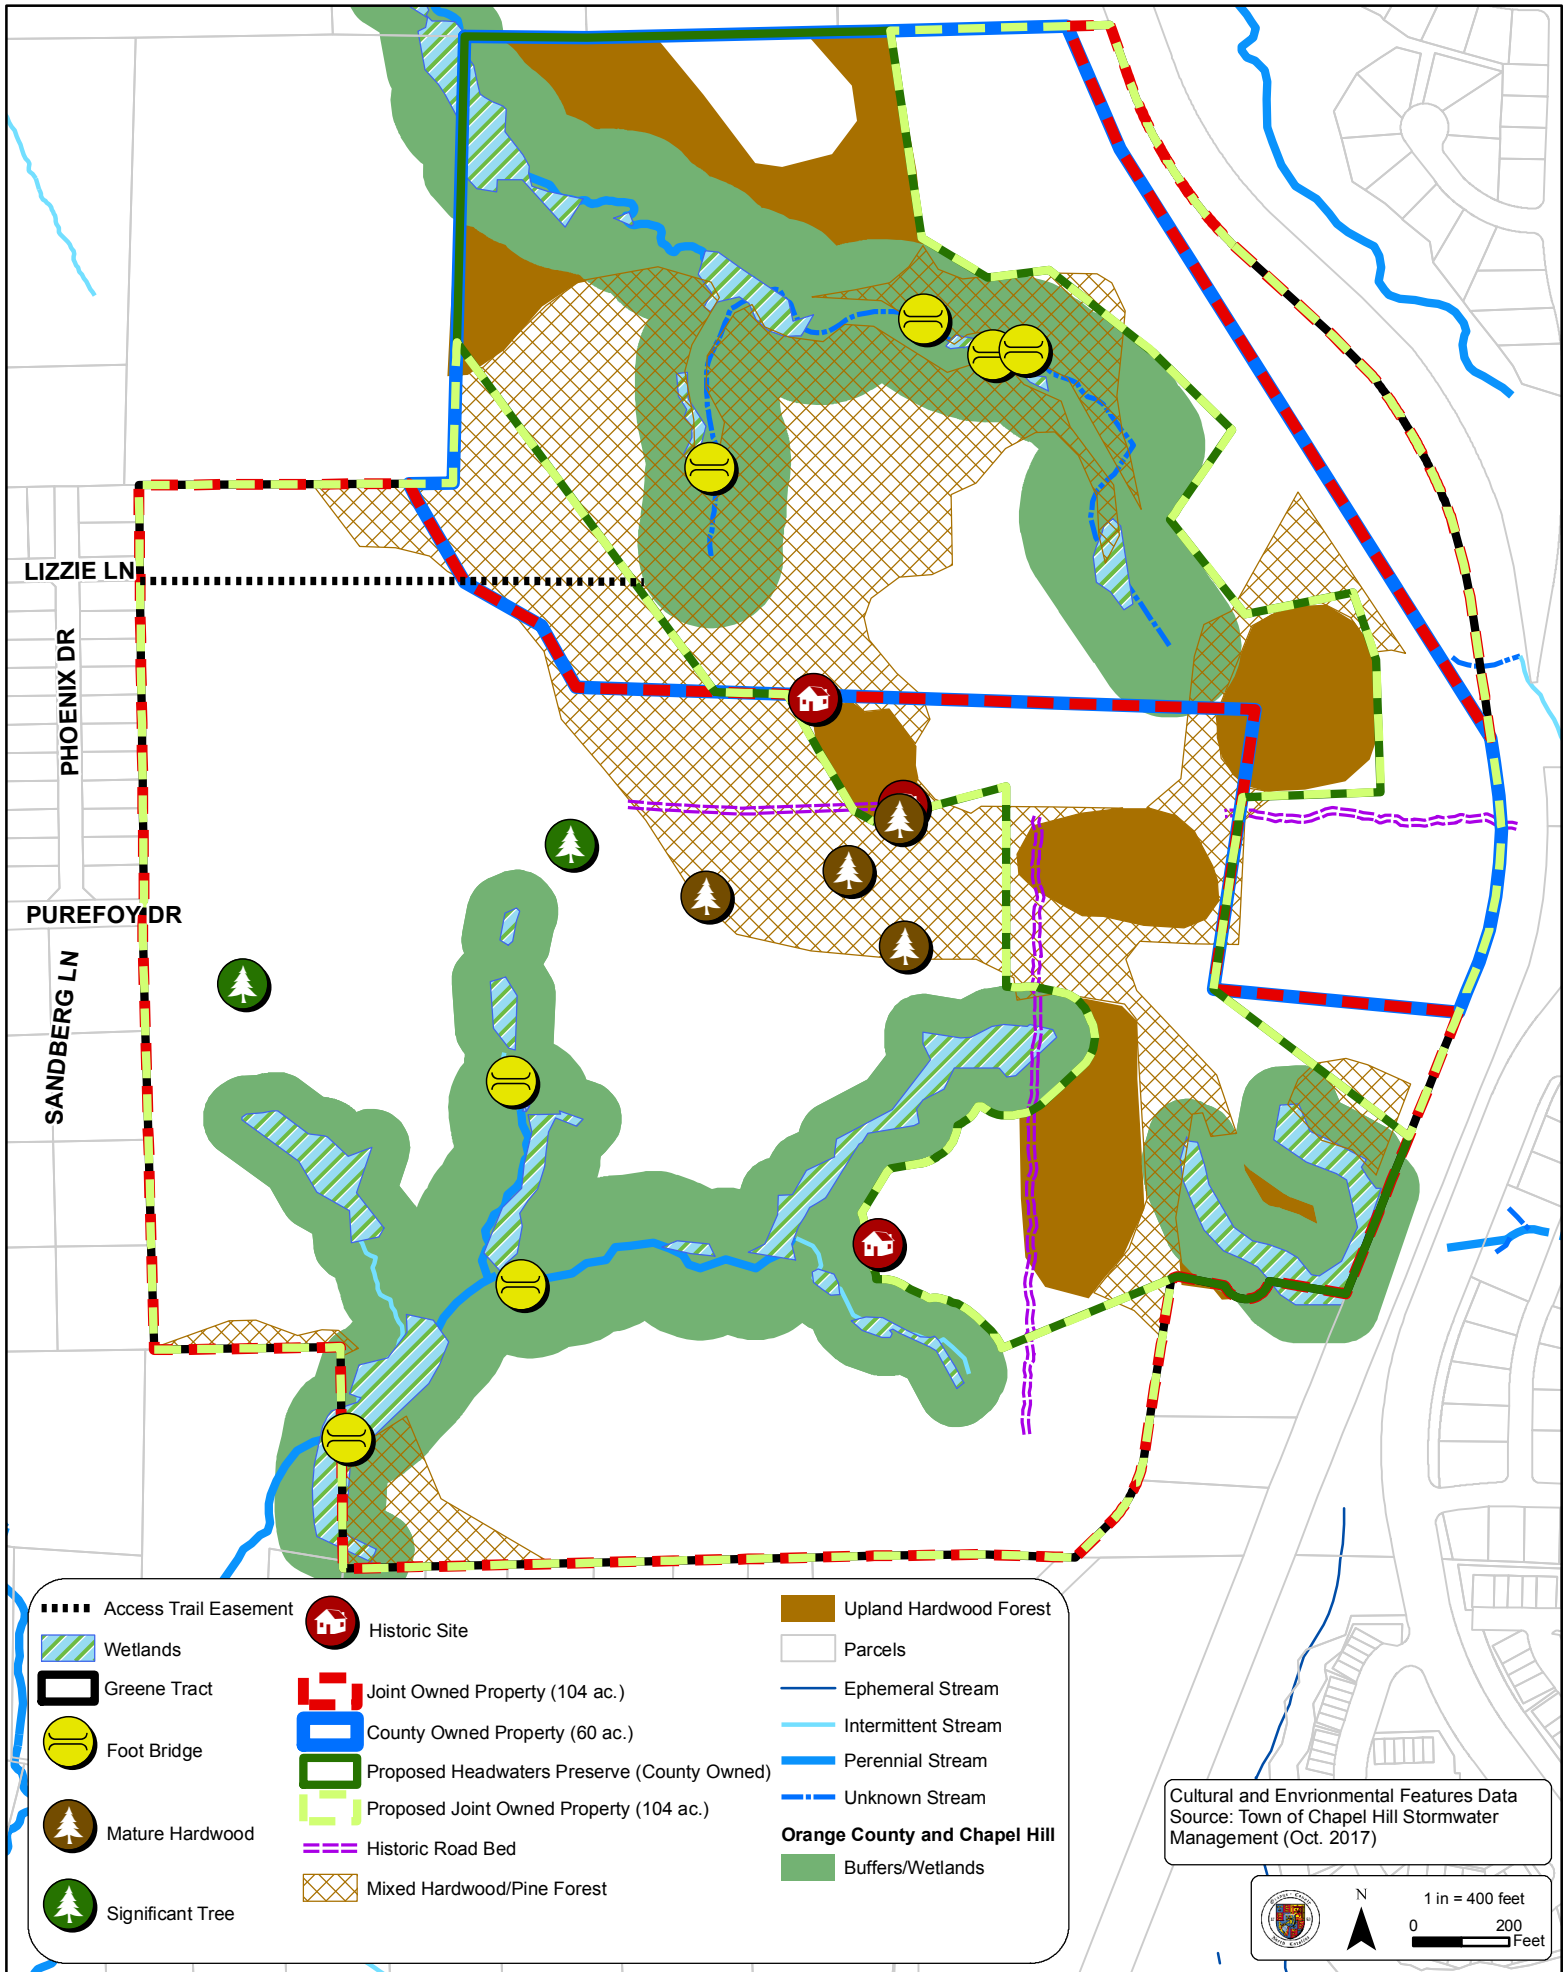 LIZZIE LN
PHOENIX DR
PUREFOY DR
SANDBERG LN
Access Trail Easement
Wetlands
Greene Tract
Foot Bridge
Mature Hardwood
Significant Tree
Historic Site
Joint Owned Property (104 ac.)
County Owned Property (60 ac.)
Proposed Headwaters Preserve (County Owned)
Proposed Joint Owned Property (104 ac.)
Historic Road Bed
Mixed Hardwood/Pine Forest
Upland Hardwood Forest
Parcels
Ephemeral Stream
Intermittent Stream
Perennial Stream
Unknown Stream
Orange County and Chapel Hill
Buffers/Wetlands
Cultural and Envrionmental Features Data
Source: Town of Chapel Hill Stormwater
Management (Oct. 2017)
N
1 in = 400 feet
0 200
Feet